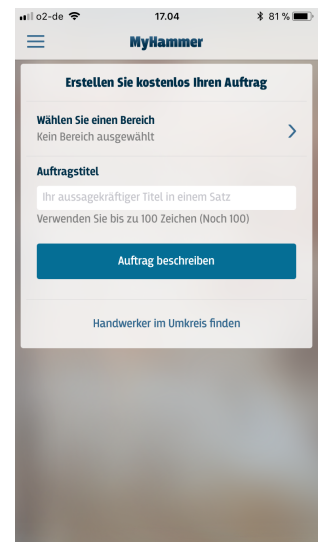 o2-de 17.04 81 %
MyHammer
Erstellen Sie kostenlos Ihren Auftrag
Wählen Sie einen Bereich
Kein Bereich ausgewählt
Auftragstitel
Ihr aussagekräftiger Titel in einem Satz
Verwenden Sie bis zu 100 Zeichen (Noch 100)
Auftrag beschreiben
Handwerker im Umkreis finden